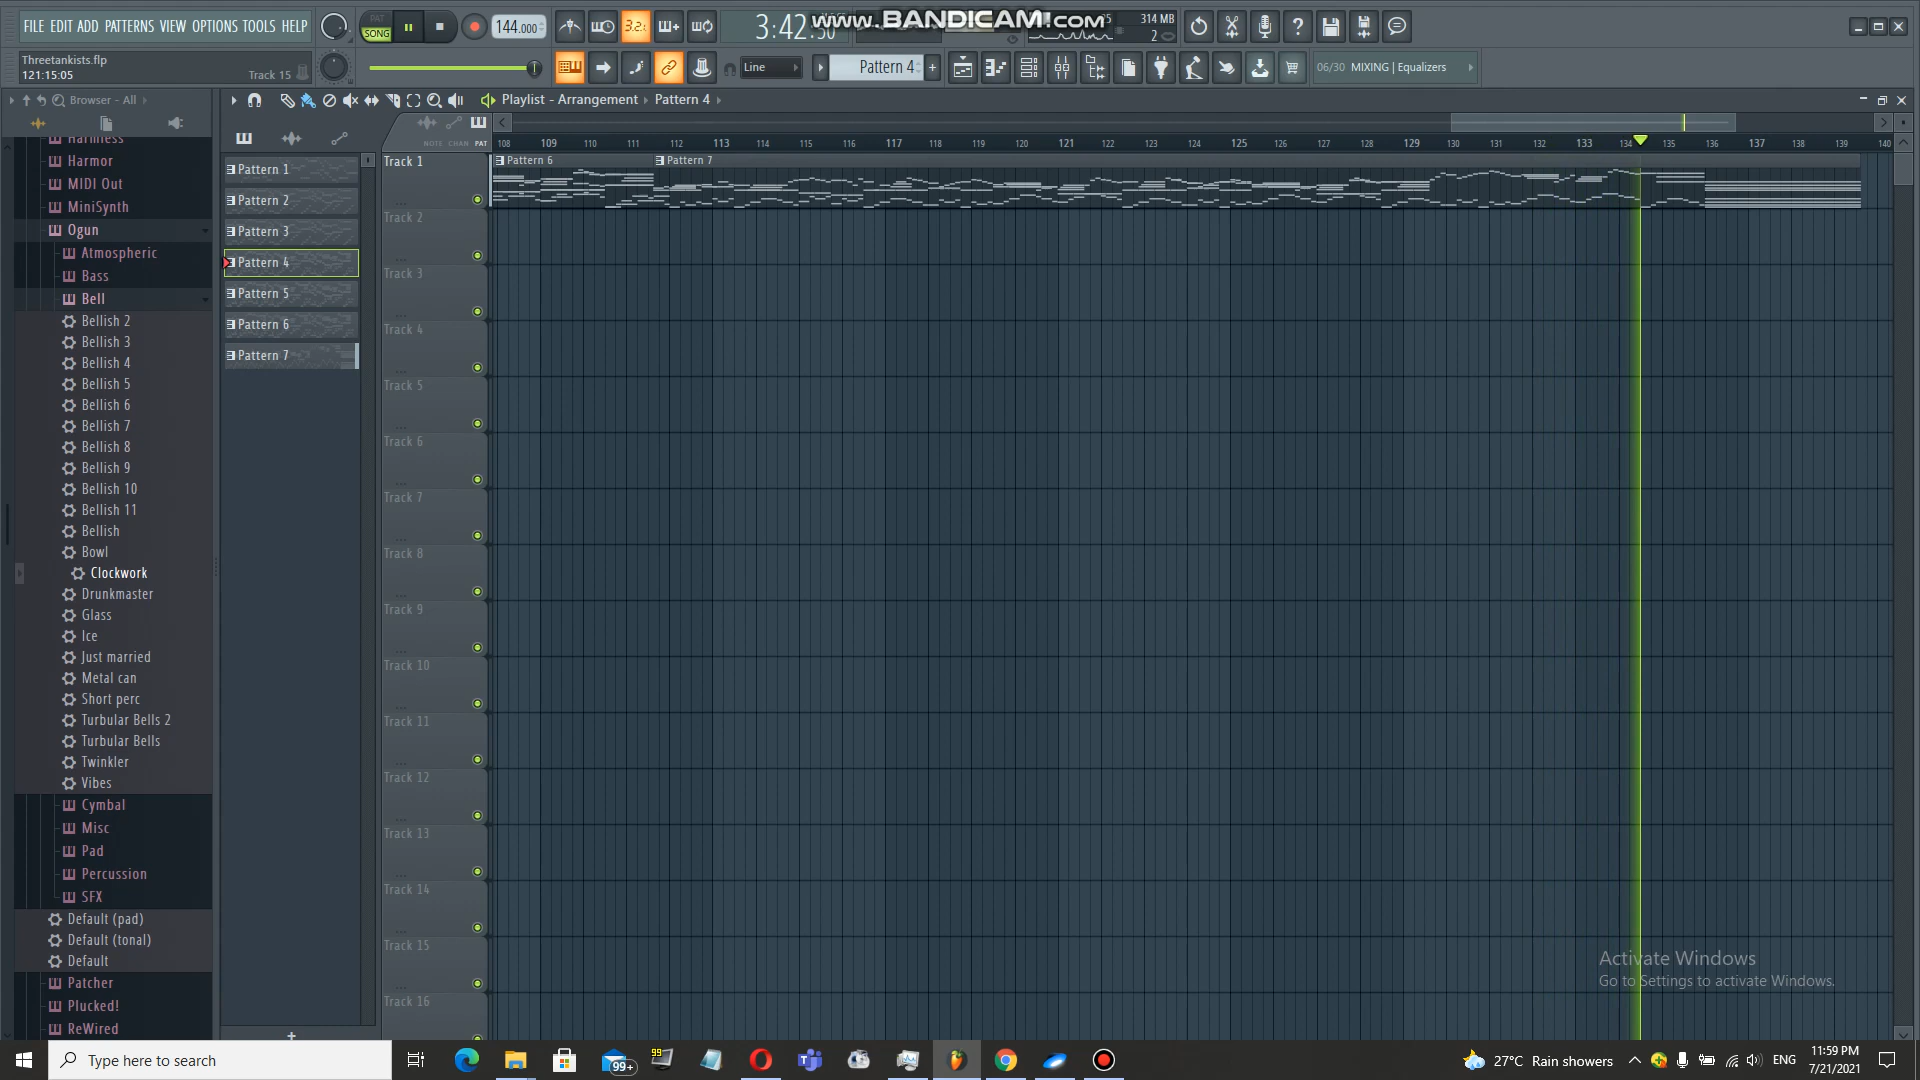 FILE EDIT ADD PATTERNS VIEW OPTIONS TOOLS HELP
PAT
SONG
144.000
3:42
www.BANDICAM.COM
314 MB
2
Threetankists.flp
121:15:05
Track 15
Line
Pattern 4
06/30 MIXING | Equalizers
Browser - All
Playlist - Arrangement
Pattern 4
NOTE CHAN PAT
108 109 110 111 112 113 114 115 116 117 118 119 120 121 122 123 124 125 126 127 128 129 130 131 132 133 134 135 136 137 138 139 140
Harmless
Harmor
MIDI Out
MiniSynth
Ogun
Atmospheric
Bass
Bell
Bellish 2
Bellish 3
Bellish 4
Bellish 5
Bellish 6
Bellish 7
Bellish 8
Bellish 9
Bellish 10
Bellish 11
Bellish
Bowl
Clockwork
Drunkmaster
Glass
Ice
Just married
Metal can
Short perc
Turbular Bells 2
Turbular Bells
Twinkler
Vibes
Cymbal
Misc
Pad
Percussion
SFX
Default (pad)
Default (tonal)
Default
Patcher
Plucked!
ReWired
Pattern 1
Pattern 2
Pattern 3
Pattern 4
Pattern 5
Pattern 6
Pattern 7
Track 1
Pattern 6
Pattern 7
Track 2
Track 3
Track 4
Track 5
Track 6
Track 7
Track 8
Track 9
Track 10
Track 11
Track 12
Track 13
Track 14
Track 15
Track 16
Activate Windows
Go to Settings to activate Windows.
Type here to search
99+
99
27°C Rain showers
ENG
11:59 PM
7/21/2021